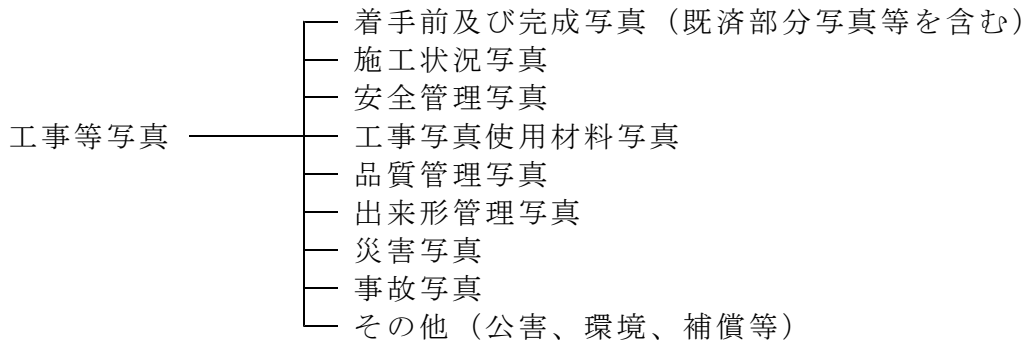 着手前及び完成写真（既済部分写真等を含む）
施工状況写真
安全管理写真
工事等写真 工事写真使用材料写真
品質管理写真
出来形管理写真
災害写真
事故写真
その他（公害、環境、補償等）